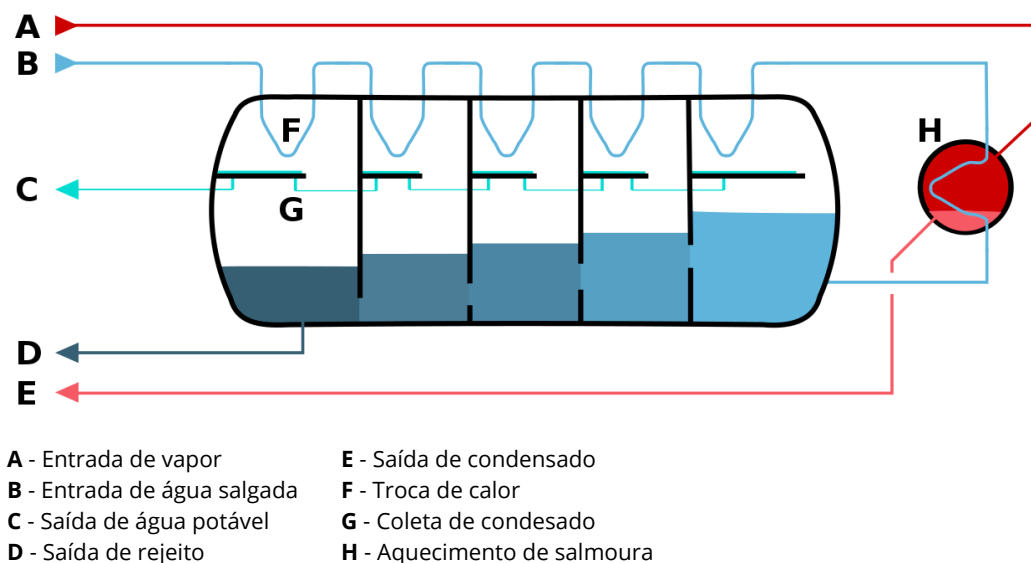 A
B
F
H
C
G
D
E
A - Entrada de vapor
B - Entrada de água salgada
C - Saída de água potável
D - Saída de rejeito
E - Saída de condensado
F - Troca de calor
G - Coleta de condesado
H - Aquecimento de salmoura